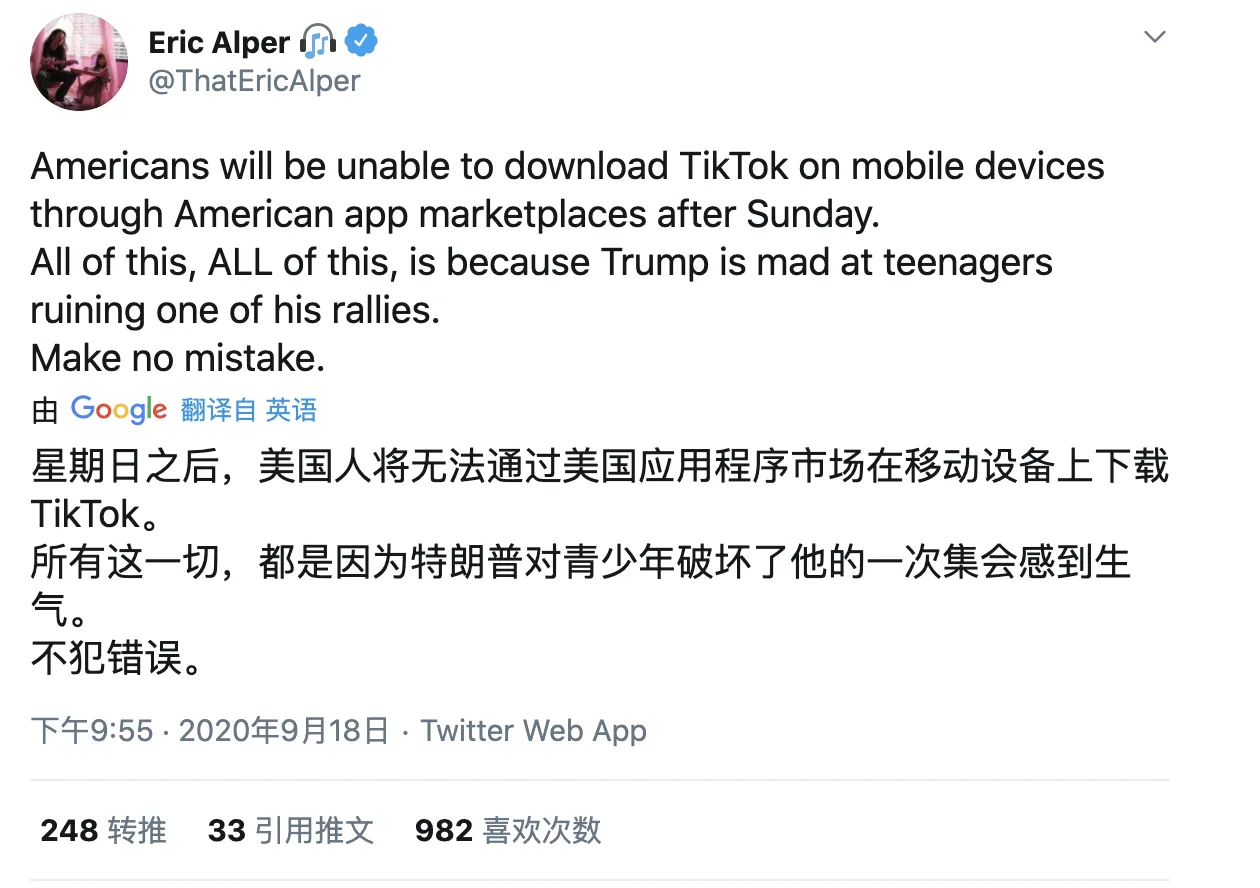 Eric Alper
@ThatEricAlper
Americans will be unable to download TikTok on mobile devices
through American app marketplaces after Sunday.
All of this, ALL of this, is because Trump is mad at teenagers
ruining one of his rallies.
Make no mistake.
由 Google 翻译自 英语
星期日之后，美国人将无法通过美国应用程序市场在移动设备上下载
TikTok。
所有这一切，都是因为特朗普对青少年破坏了他的一次集会感到生
气。
不犯错误。
下午9:55 · 2020年9月18日 · Twitter Web App
248 转推 33 引用推文 982 喜欢次数